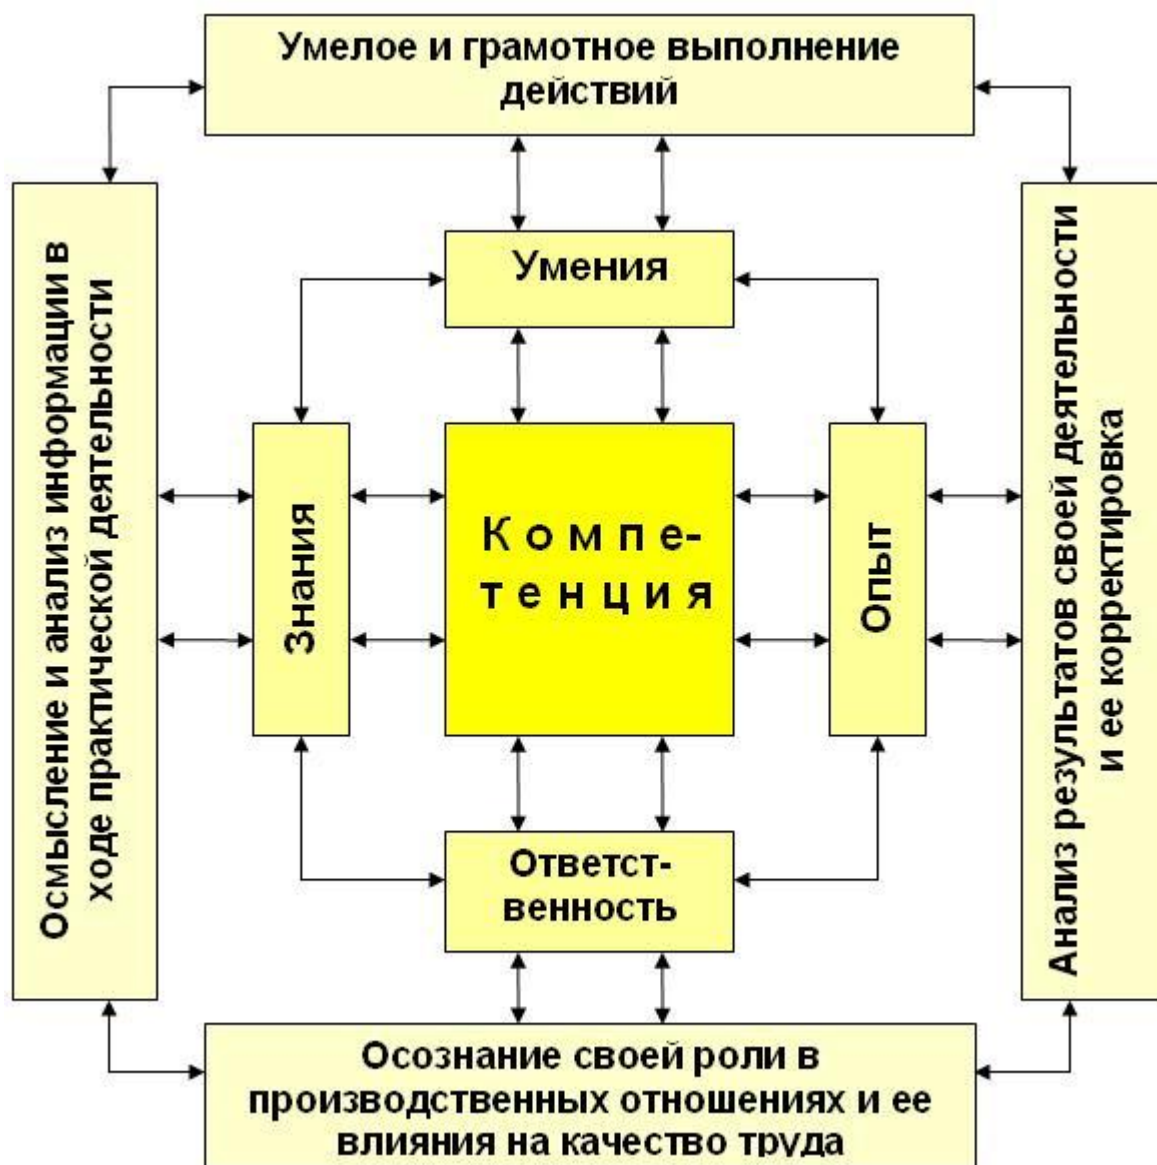 Умелое и грамотное выполнение
действий
Осмысление и анализ информации в
ходе практической деятельности
Умения
Знания
К о м п е-
т е н ц и я
Опыт
Ответст-
венность
Анализ результатов своей деятельности
и ее корректировка
Осознание своей роли в
производственных отношениях и ее
влияния на качество труда